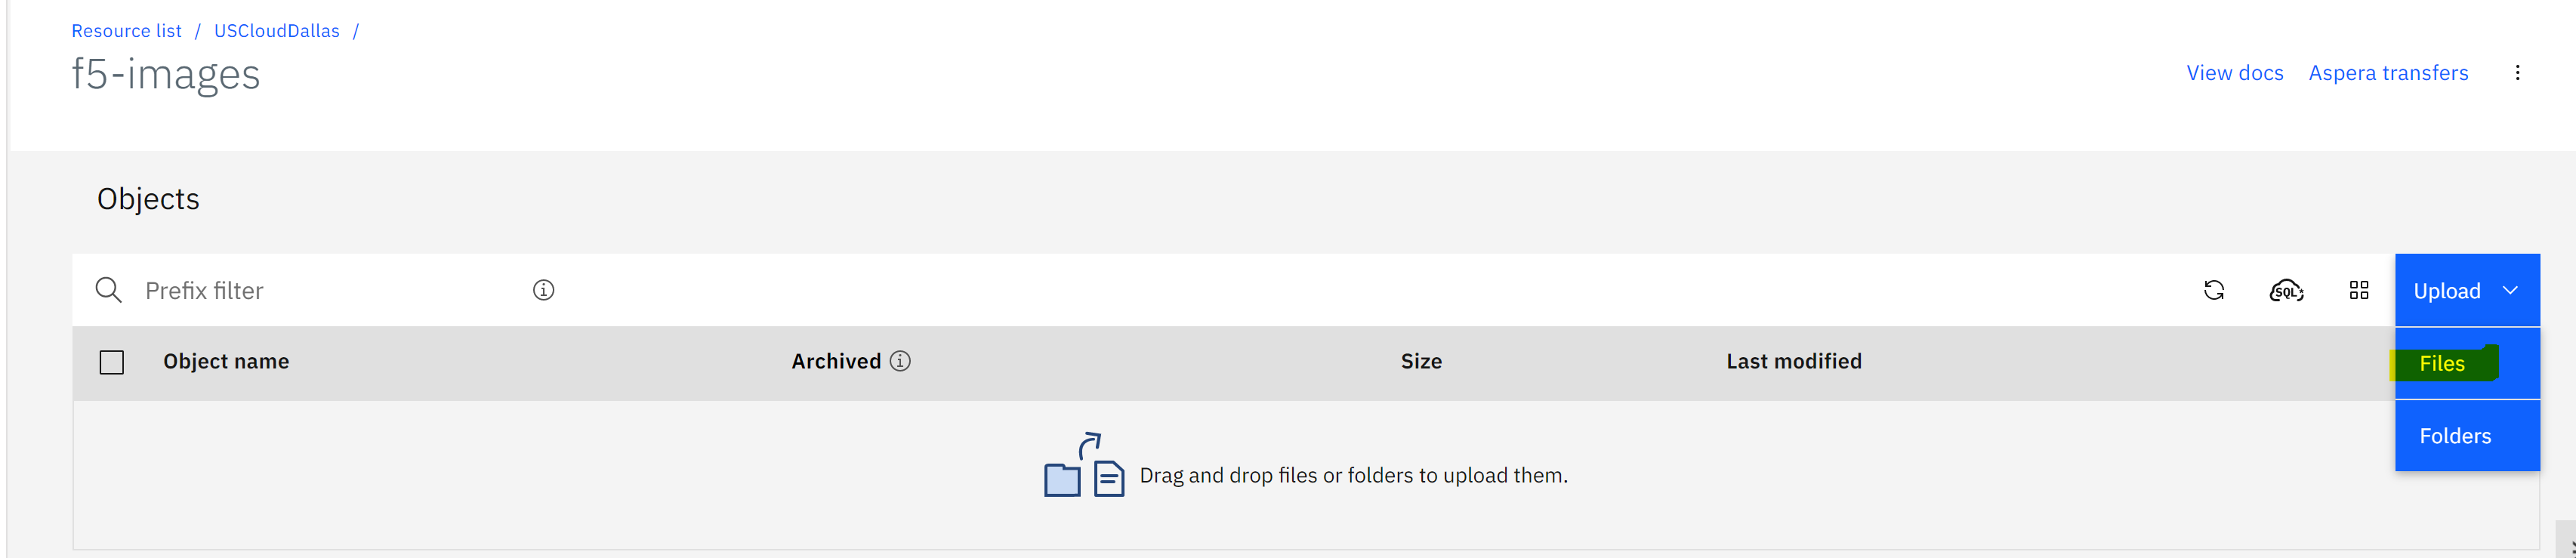 Resource list / USCloudDallas /
f5-images
View docs Aspera transfers
Objects
Prefix filter
SQL
Upload
Object name Archived Size Last modified
Files
Folders
Drag and drop files or folders to upload them.